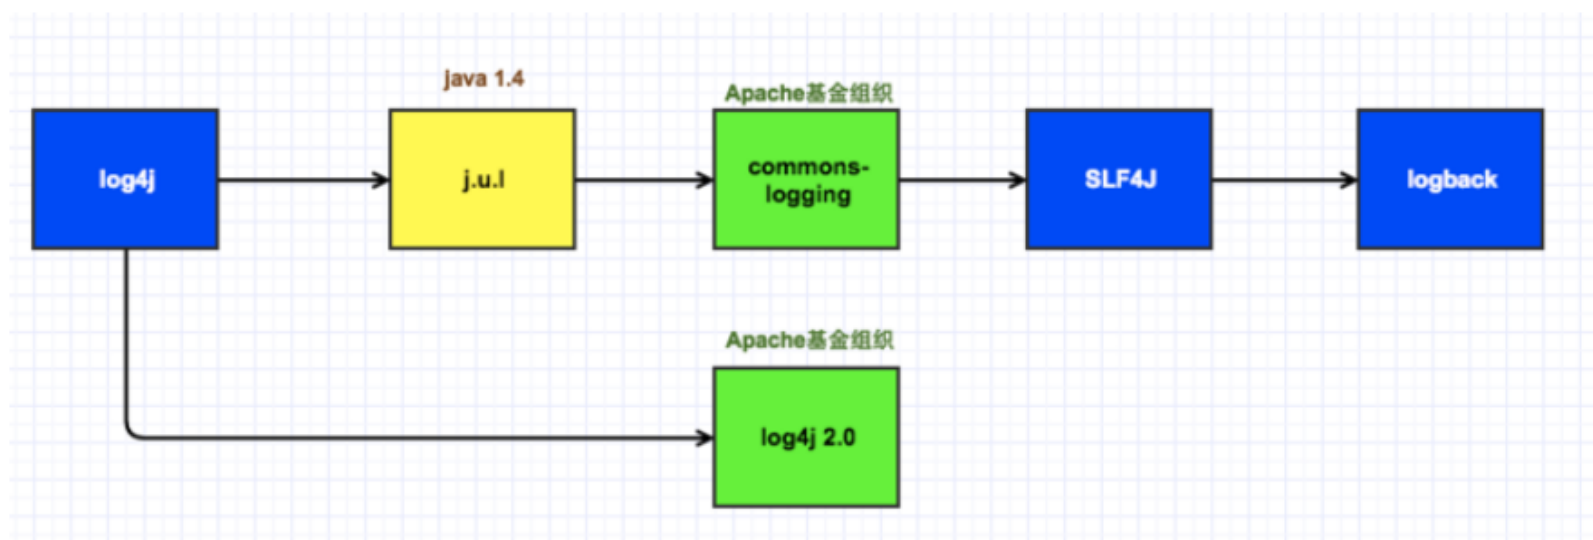 java 1.4
Apache基金组织
log4j
j.u.l
commons-
logging
SLF4J
logback
Apache基金组织
log4j 2.0